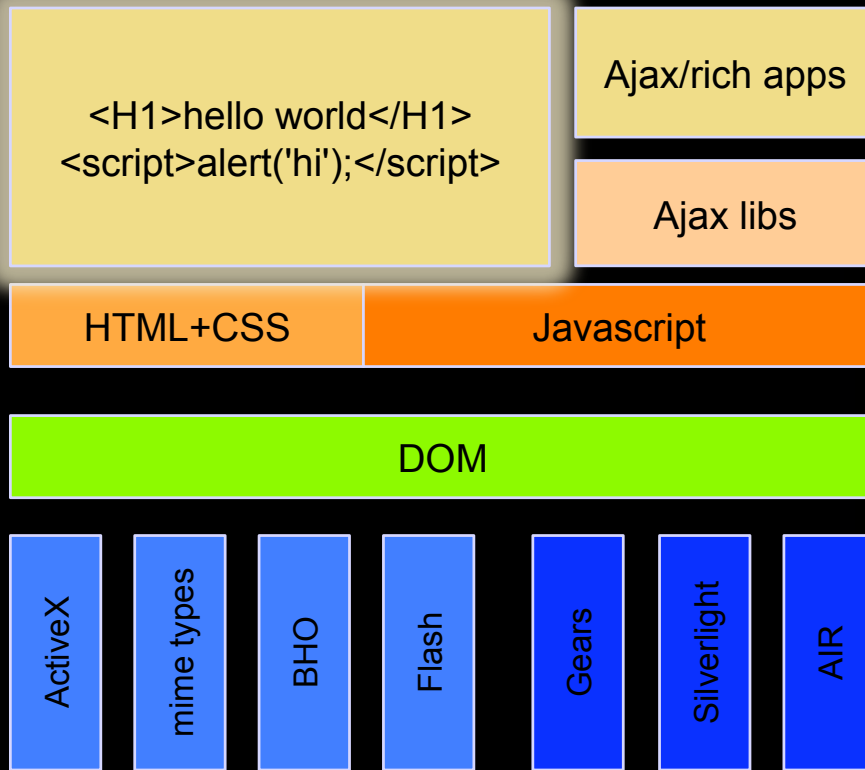 <H1>hello world</H1>
<script>alert('hi');</script>
Ajax/rich apps
Ajax libs
HTML+CSS
Javascript
DOM
ActiveX
mime types
BHO
Flash
Gears
Silverlight
AIR